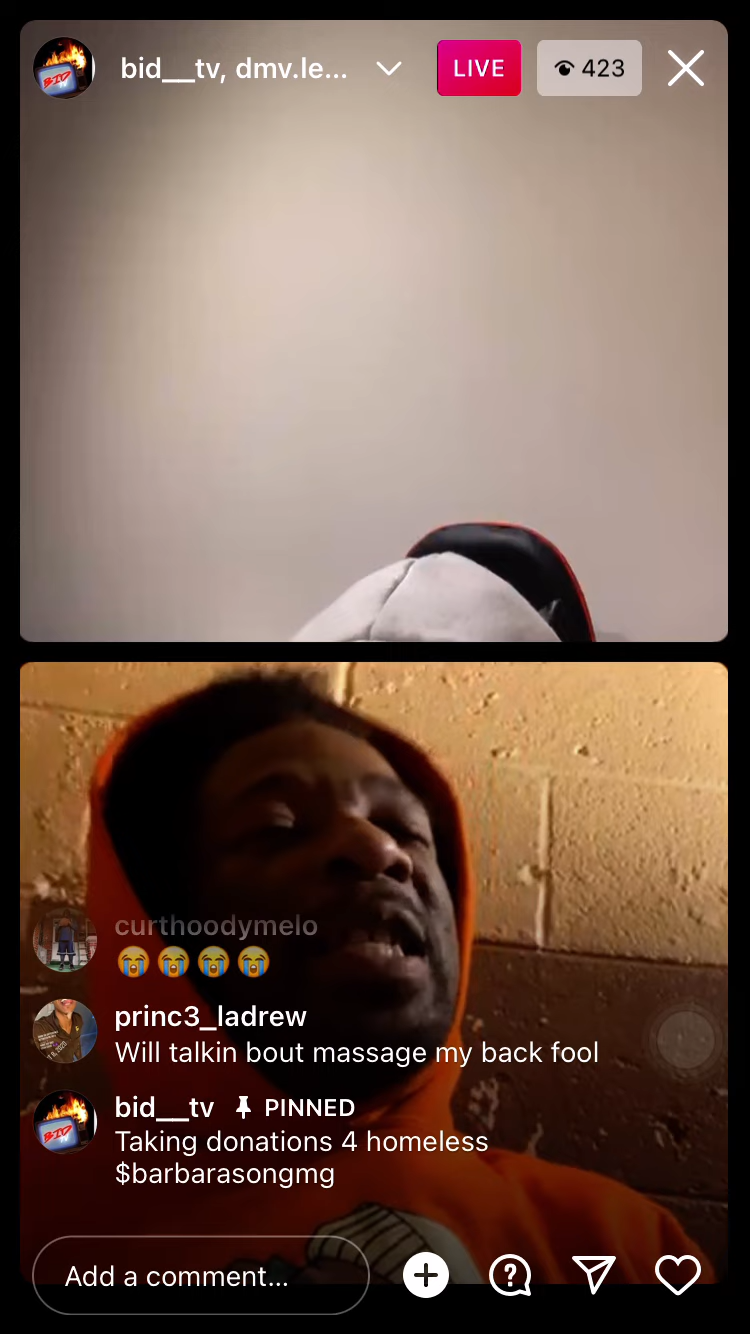 bid__tv, dmv.le...
LIVE
423
curthoodymelo
😭😭😭😭
princ3_ladrew
Will talkin bout massage my back fool
bid__tv PINNED
Taking donations 4 homeless
$barbarasongmg
Add a comment...